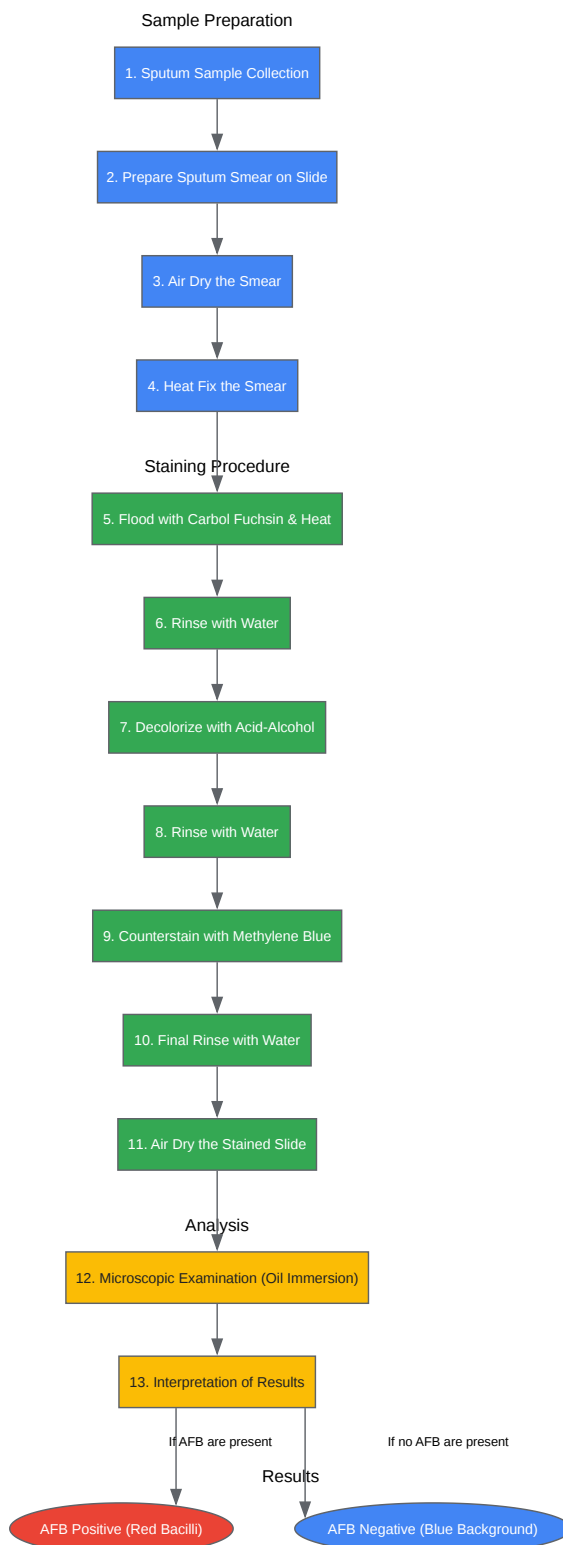 Sample Preparation
1. Sputum Sample Collection
2. Prepare Sputum Smear on Slide
3. Air Dry the Smear
4. Heat Fix the Smear
Staining Procedure
5. Flood with Carbol Fuchsin & Heat
6. Rinse with Water
7. Decolorize with Acid-Alcohol
8. Rinse with Water
9. Counterstain with Methylene Blue
10. Final Rinse with Water
11. Air Dry the Stained Slide
Analysis
12. Microscopic Examination (Oil Immersion)
13. Interpretation of Results
If AFB are present
If no AFB are present
Results
AFB Positive (Red Bacilli)
AFB Negative (Blue Background)